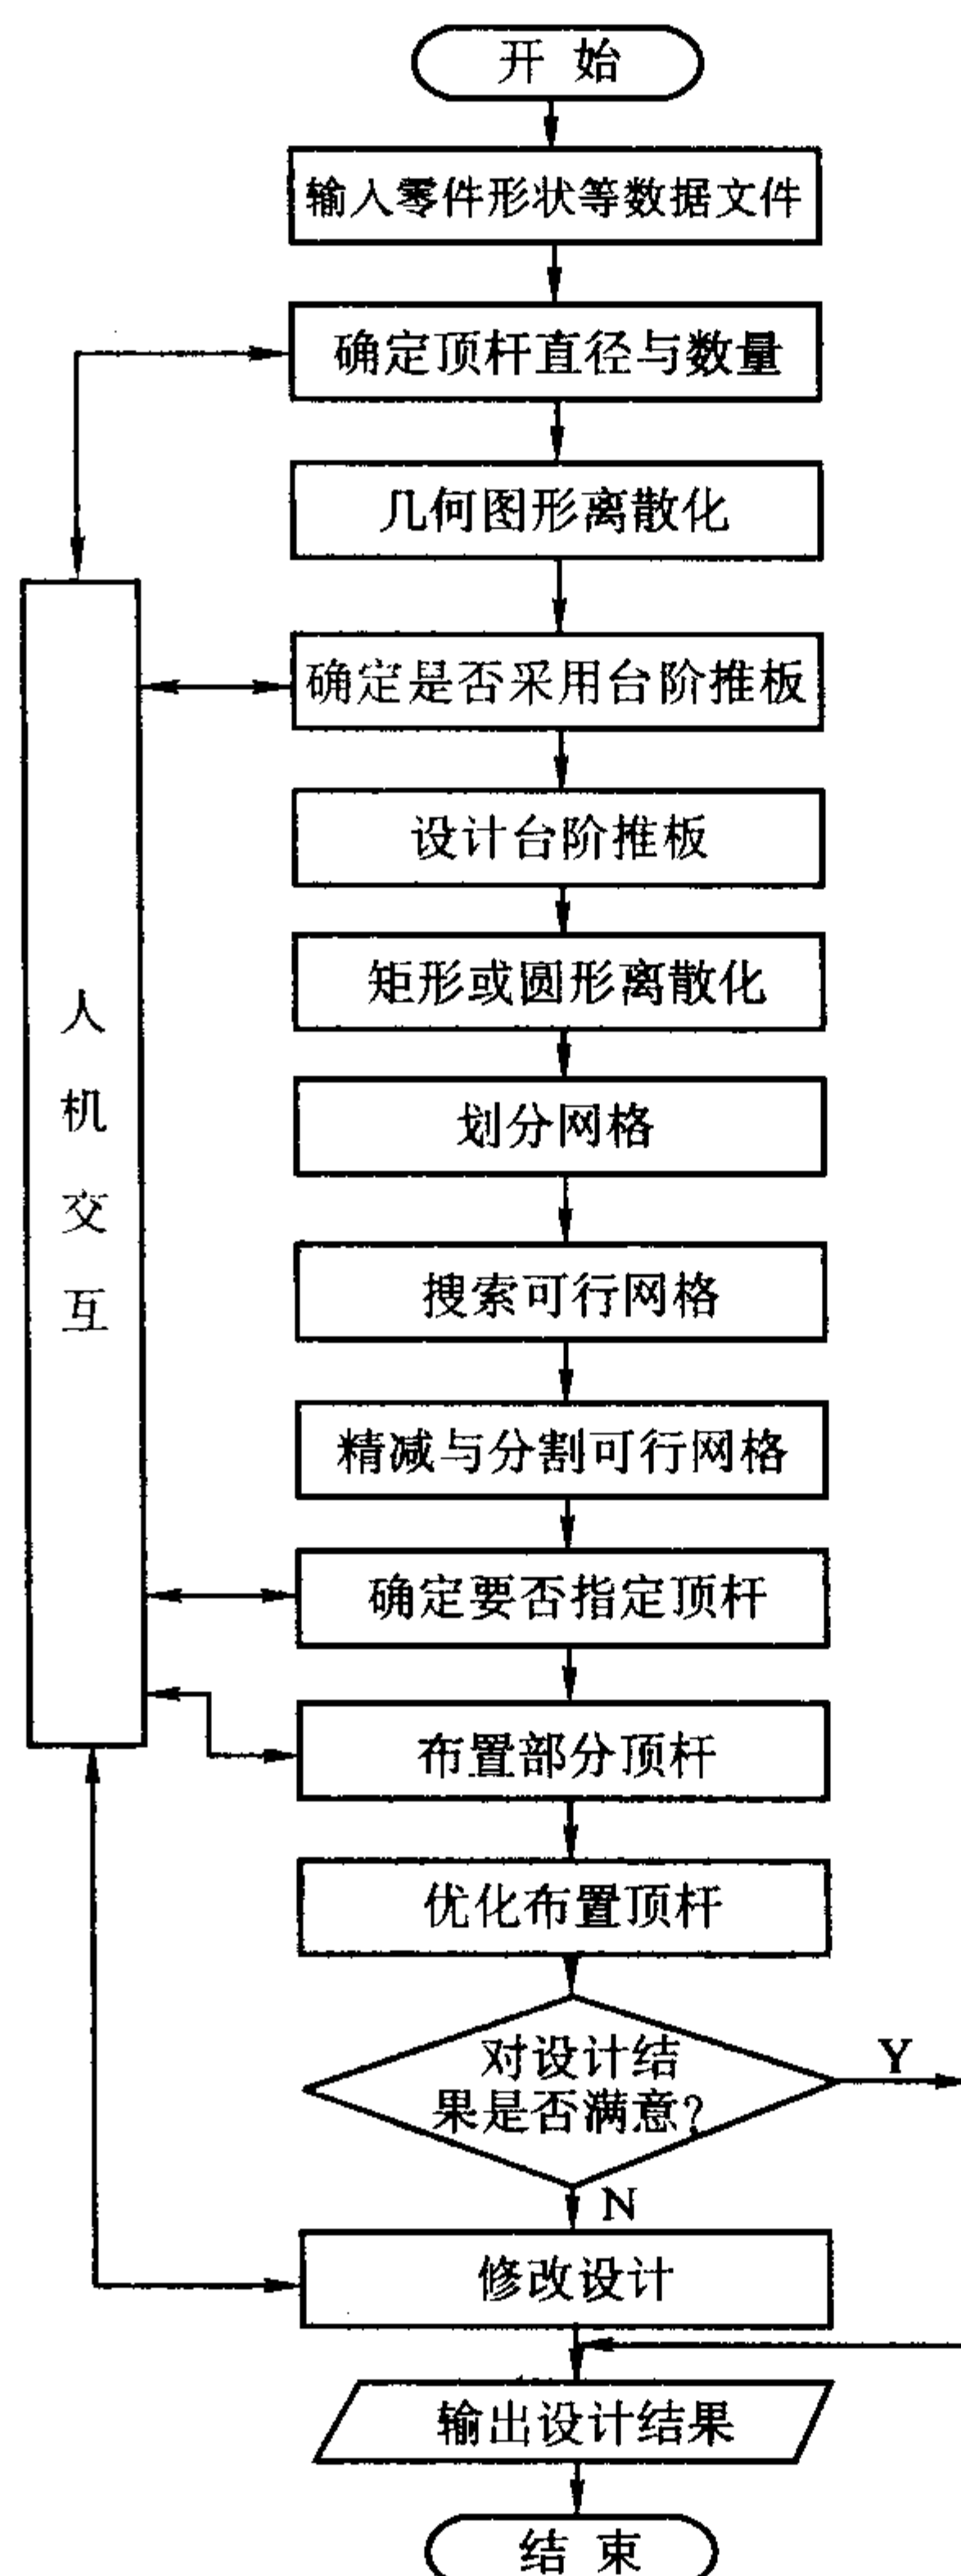 开始
输入零件形状等数据文件
确定顶杆直径与数量
几何图形离散化
确定是否采用台阶推板
设计台阶推板
矩形或圆形离散化
划分网格
搜索可行网格
精减与分割可行网格
确定要否指定顶杆
布置部分顶杆
优化布置顶杆
对设计结
果是否满意?
Y
N
修改设计
输出设计结果
结束
人
机
交
互